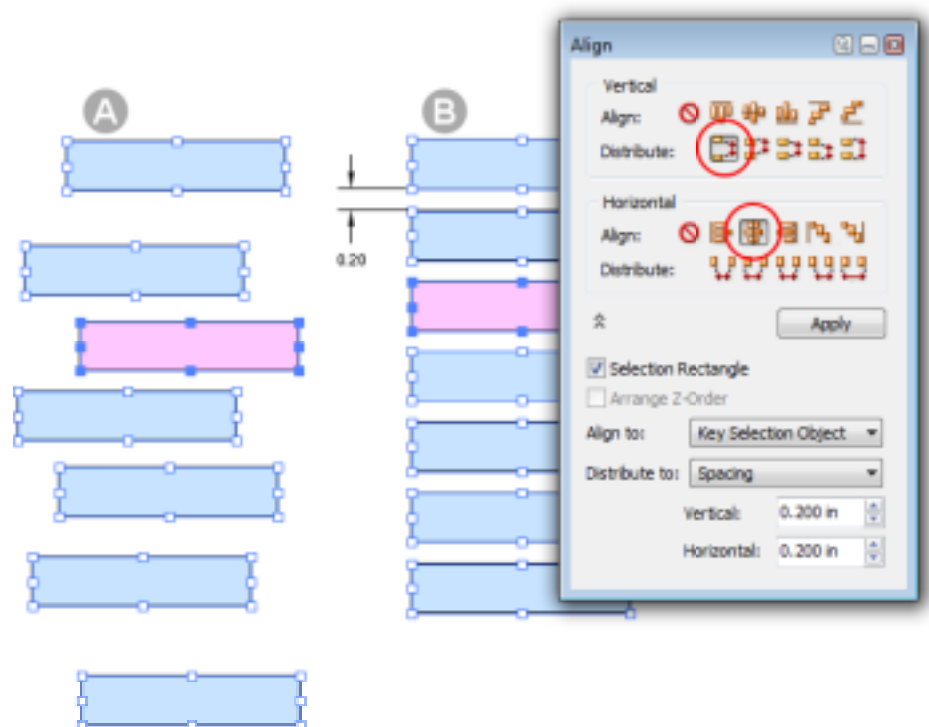 Align
A
B
Vertical
Align:
Distribute:
Horizontal
Align:
Distribute:
0.20
Apply
Selection Rectangle
Arrange Z-Order
Align to: Key Selection Object
Distribute to: Spacing
Vertical: 0.200 in
Horizontal: 0.200 in